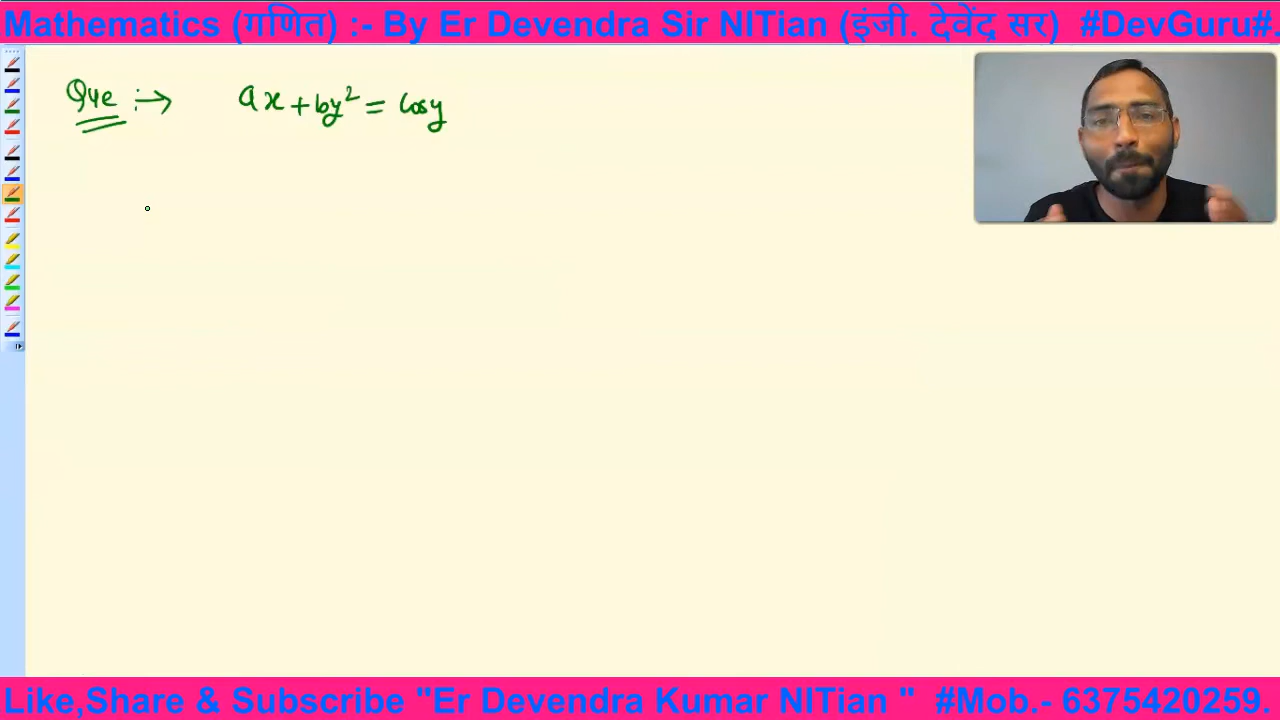 Mathematics (गणित) :- By Er Devendra Sir NITian (इंजी. देवेंद्र सर) #DevGuru#.
Que :→ ax + by² = cosy
Like,Share & Subscribe "Er Devendra Kumar NITian " #Mob.- 6375420259.